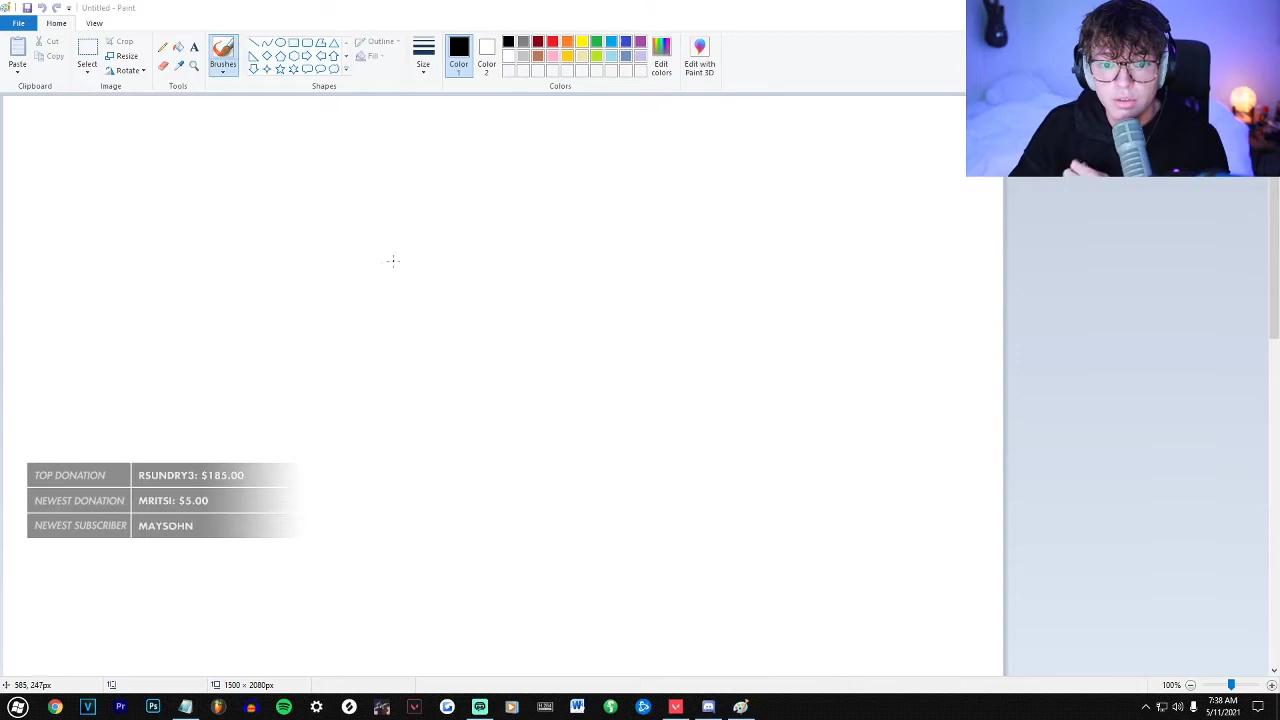 Untitled - Paint
File Home View
Paste
Cut
Copy
Clipboard
Select
Crop
Resize
Rotate
Image
A
Tools
Brushes
Shapes
Outline
Fill
Size
Color 1
Color 2
Colors
Edit colors
Edit with Paint 3D
TOP DONATION RSUNDRY3: $185.00
NEWEST DONATION MRITSI: $5.00
NEWEST SUBSCRIBER MAYSOHN
585, 247px 1500 × 2080px 100%
7:38 AM
5/11/2021